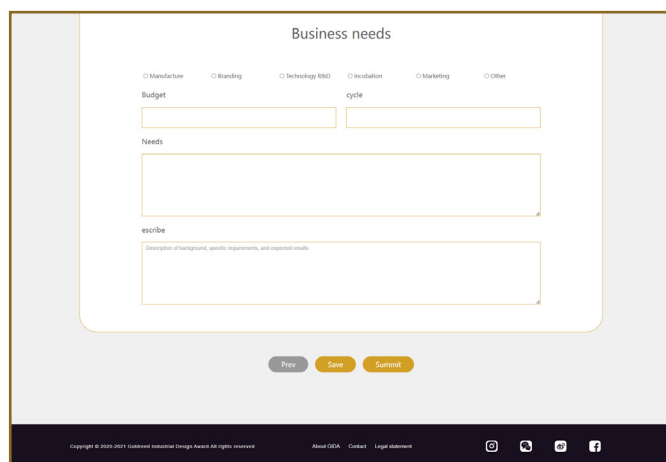 Business needs
Manufacture Branding Technology R&D Incubation Marketing Other
Budget cycle
Needs
escribe
Description of background, specific requirements, and expected results
Prev Save Summit
Copyright © 2020-2021 Goldreed Industrial Design Award.All rights reserved About GIDA Contact Legal statement